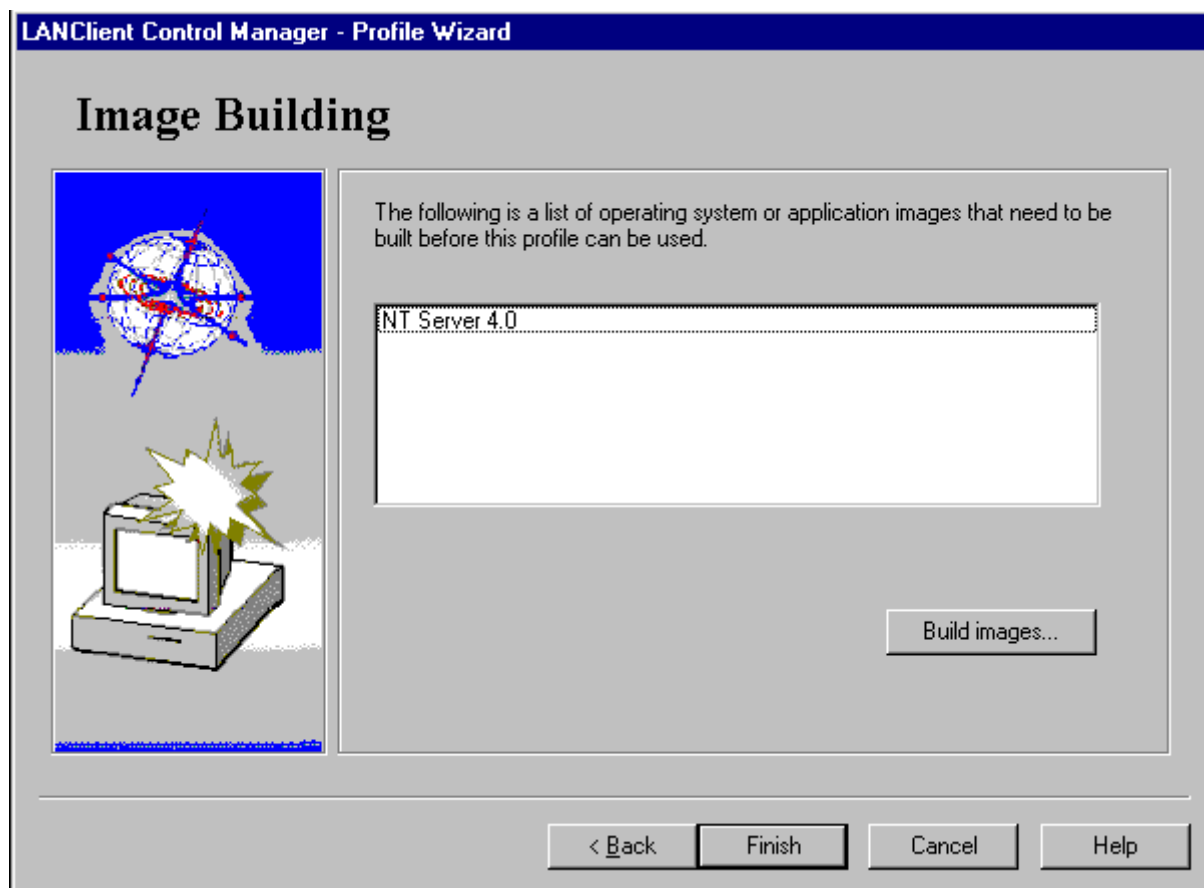 LANClient Control Manager - Profile Wizard
Image Building
The following is a list of operating system or application images that need to be
built before this profile can be used.
NT Server 4.0
Build images...
< Back
Finish
Cancel
Help